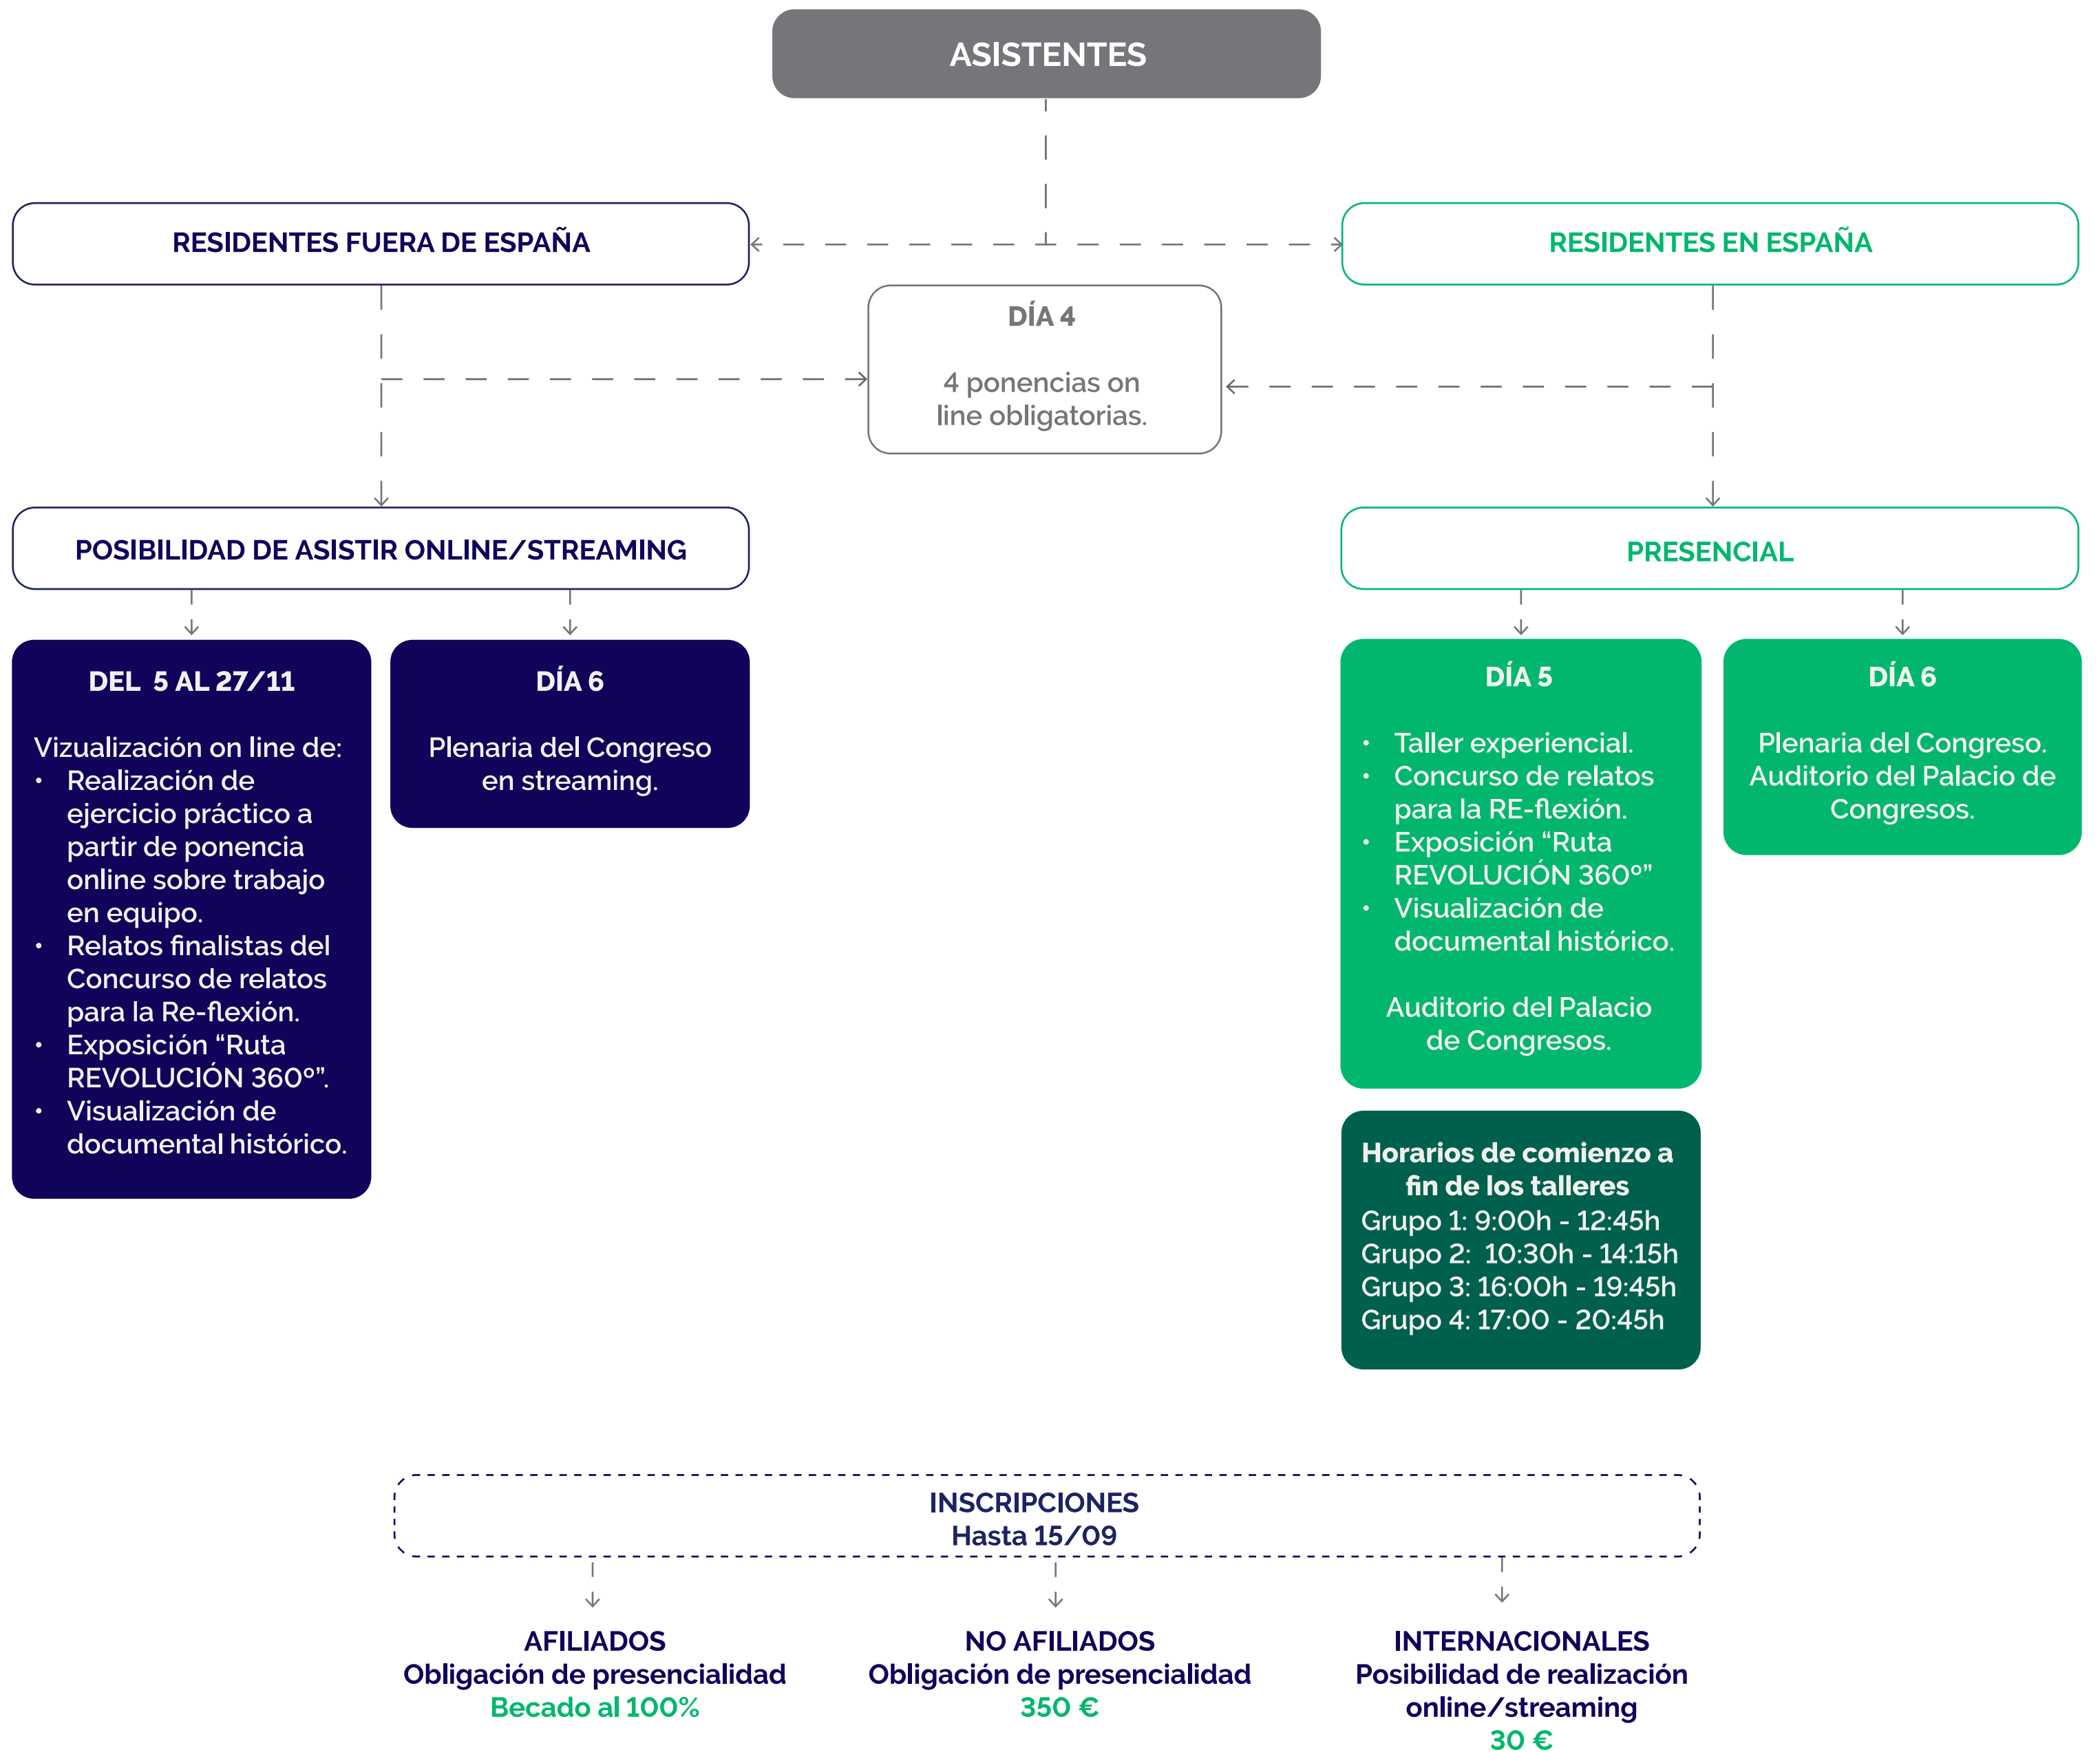 ASISTENTES
RESIDENTES FUERA DE ESPAÑA
RESIDENTES EN ESPAÑA
DÍA 4
4 ponencias on
line obligatorias.
POSIBILIDAD DE ASISTIR ONLINE/STREAMING
PRESENCIAL
DEL 5 AL 27/11
Vizualización on line de:
• Realización de
ejercicio práctico a
partir de ponencia
online sobre trabajo
en equipo.
• Relatos finalistas del
Concurso de relatos
para la Re-flexión.
• Exposición “Ruta
REVOLUCIÓN 360º”.
• Visualización de
documental histórico.
DÍA 6
Plenaria del Congreso
en streaming.
DÍA 5
• Taller experiencial.
• Concurso de relatos
para la RE-flexión.
• Exposición “Ruta
REVOLUCIÓN 360º”
• Visualización de
documental histórico.
Auditorio del Palacio
de Congresos.
DÍA 6
Plenaria del Congreso.
Auditorio del Palacio de
Congresos.
Horarios de comienzo a
fin de los talleres
Grupo 1: 9:00h - 12:45h
Grupo 2: 10:30h - 14:15h
Grupo 3: 16:00h - 19:45h
Grupo 4: 17:00 - 20:45h
INSCRIPCIONES
Hasta 15/09
AFILIADOS
Obligación de presencialidad
Becado al 100%
NO AFILIADOS
Obligación de presencialidad
350 €
INTERNACIONALES
Posibilidad de realización
online/streaming
30 €